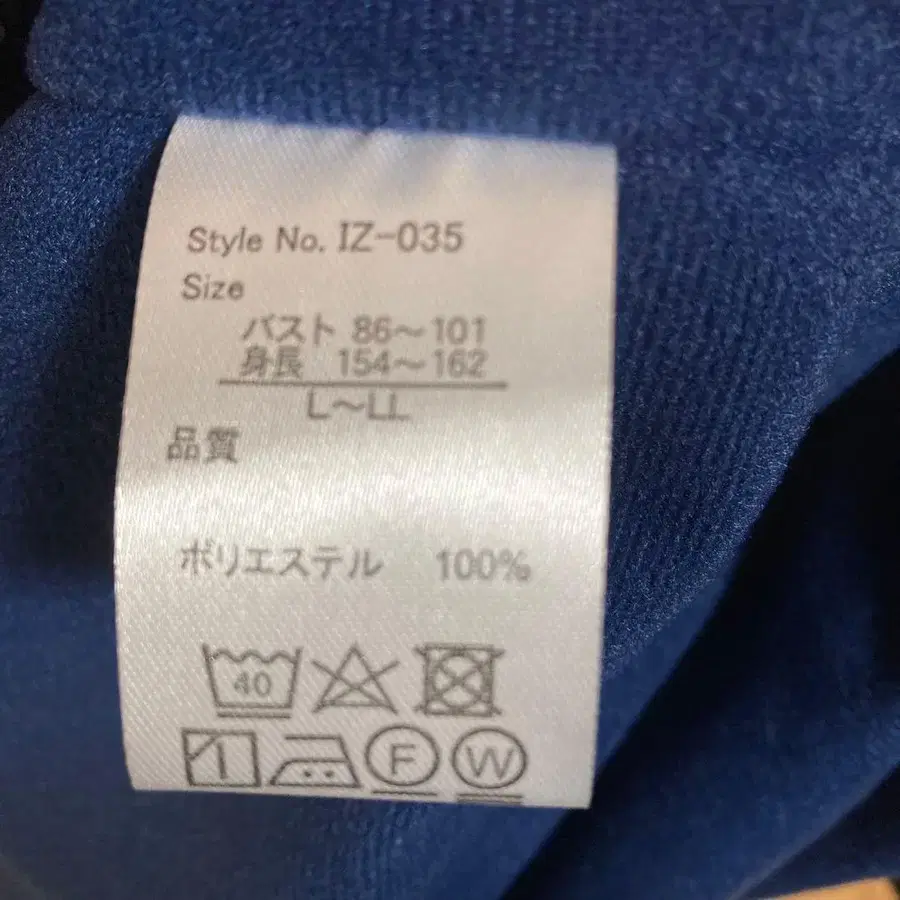 Style No. IZ-035
Size
バスト 86～101
身長 154～162
L～LL
品質
ポリエステル 100%
40
F W